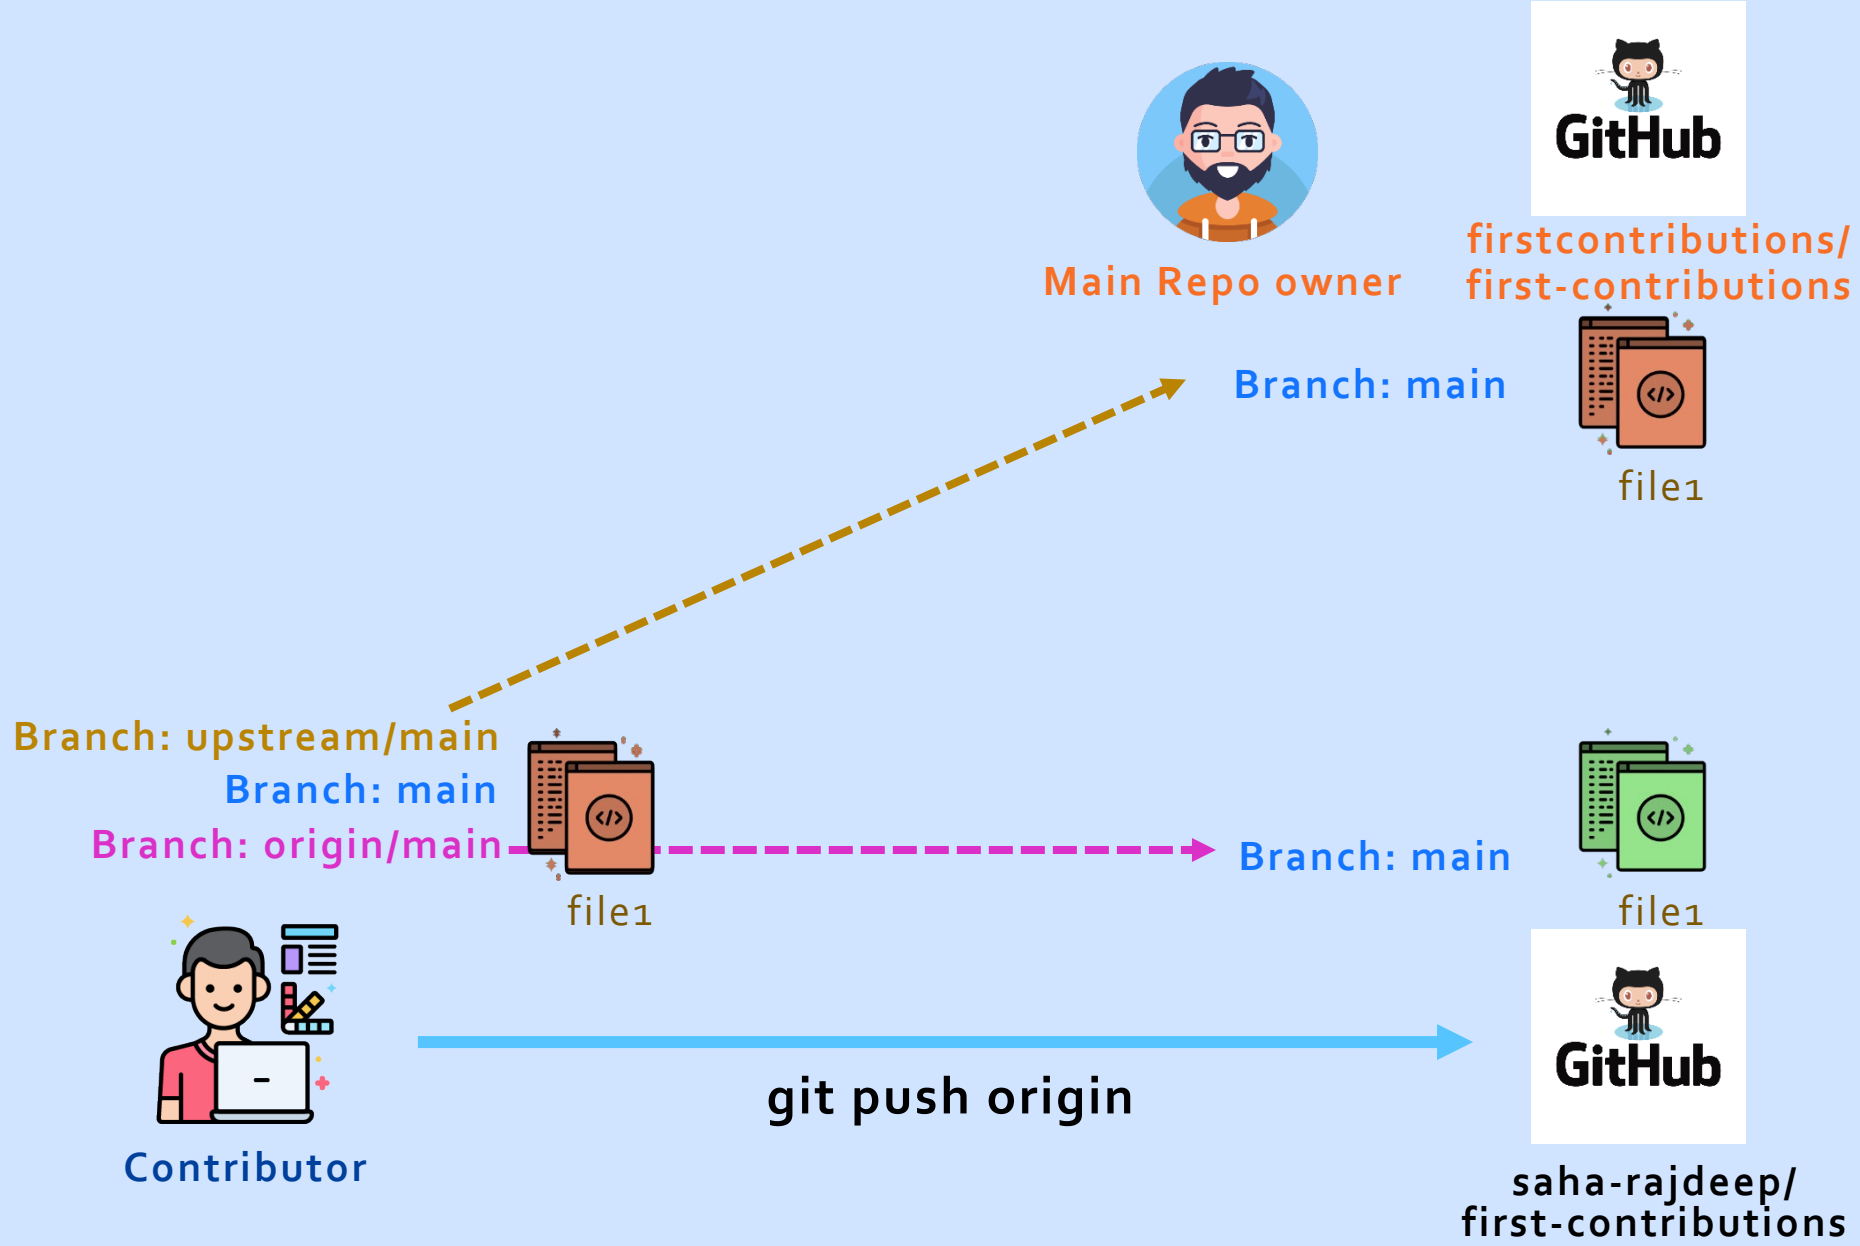 GitHub
firstcontributions/
first-contributions
Main Repo owner
Branch: main
</>
file1
Branch: upstream/main
Branch: main
Branch: origin/main
</>
file1
Branch: main
</>
file1
GitHub
git push origin
Contributor
saha-rajdeep/
first-contributions